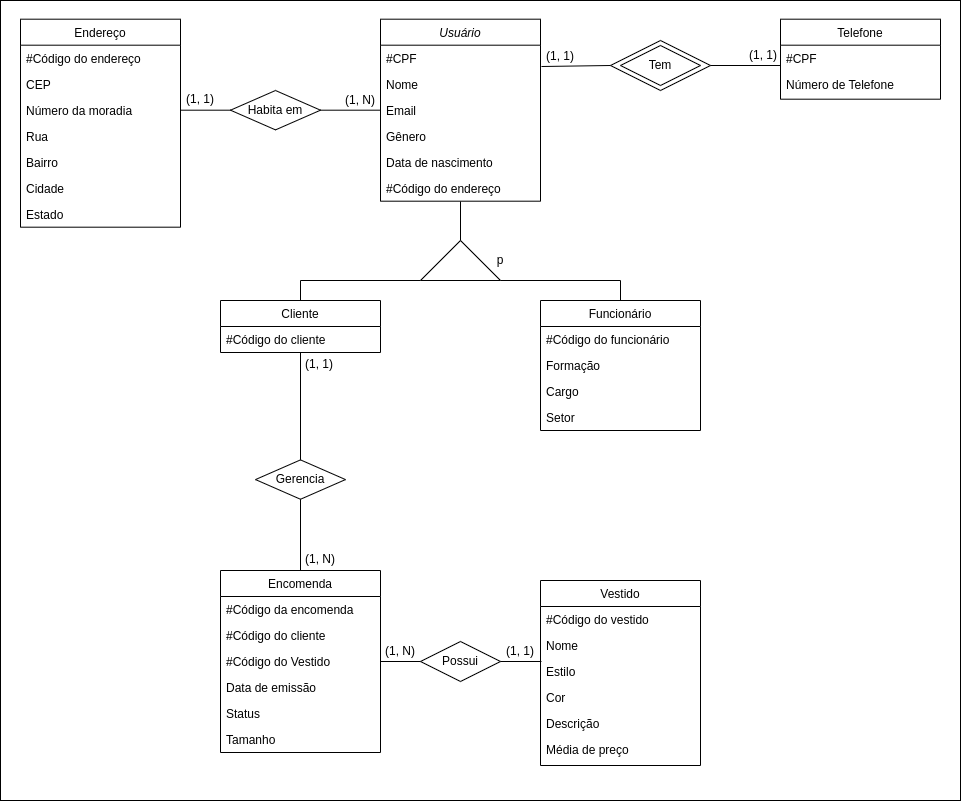 Endereço
#Código do endereço
CEP
Número da moradia
Rua
Bairro
Cidade
Estado
(1, 1)
Habita em
(1, N)
Usuário
#CPF
Nome
Email
Gênero
Data de nascimento
#Código do endereço
(1, 1)
Tem
(1, 1)
Telefone
#CPF
Número de Telefone
p
Cliente
#Código do cliente
(1, 1)
Funcionário
#Código do funcionário
Formação
Cargo
Setor
Gerencia
(1, N)
Encomenda
#Código da encomenda
#Código do cliente
#Código do Vestido
Data de emissão
Status
Tamanho
(1, N)
Possui
(1, 1)
Vestido
#Código do vestido
Nome
Estilo
Cor
Descrição
Média de preço